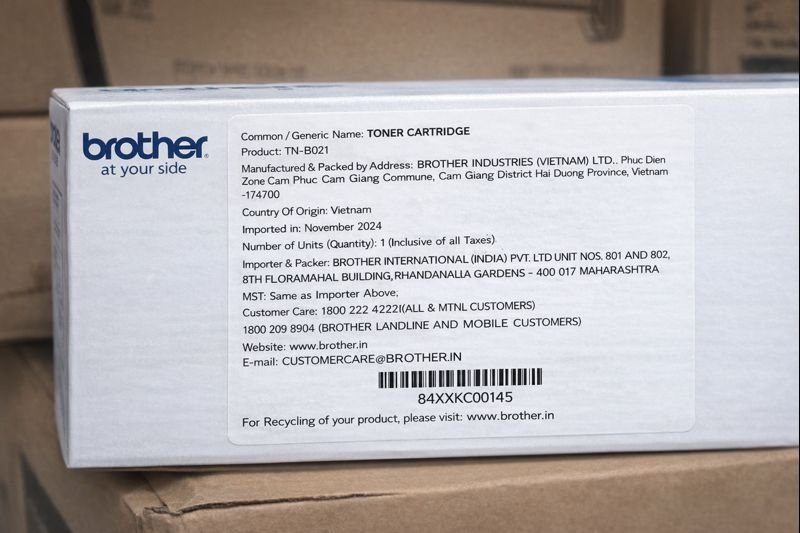 brother
at your side
Common / Generic Name: TONER CARTRIDGE
Product: TN-B021
Manufactured & Packed by Address: BROTHER INDUSTRIES (VIETNAM) LTD.. Phuc Dien
Zone Cam Phuc Cam Giang Commune, Cam Giang District Hai Duong Province, Vietnam
-174700
Country Of Origin: Vietnam
Imported in: November 2024
Number of Units (Quantity): 1 (Inclusive of all Taxes)
Importer & Packer: BROTHER INTERNATIONAL (INDIA) PVT. LTD UNIT NOS. 801 AND 802,
8TH FLORAMAHAL BUILDING, RHANDANALLA GARDENS - 400 017 MAHARASHTRA
MST: Same as Importer Above;
Customer Care: 1800 222 4222I(ALL & MTNL CUSTOMERS)
1800 209 8904 (BROTHER LANDLINE AND MOBILE CUSTOMERS)
Website: www.brother.in
E-mail: CUSTOMERCARE@BROTHER.IN
84XXKC00145
For Recycling of your product, please visit: www.brother.in